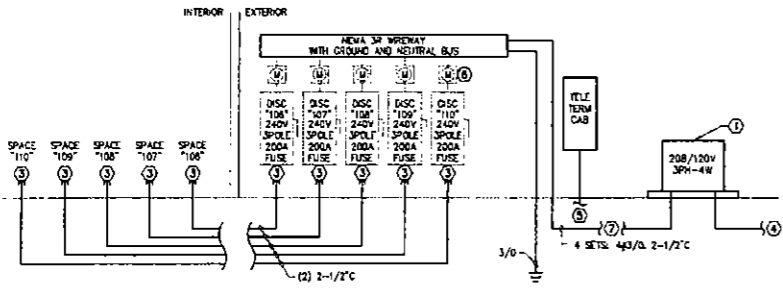 INTERIOR
EXTERIOR
NEMA 3R WIREWAY
WITH GROUND AND NEUTRAL BUS
M
M
M
M
M
6
DISC
"106"
240V
3POLE
200A
FUSE
DISC
"107"
240V
3POLE
200A
FUSE
DISC
"108"
240V
3POLE
200A
FUSE
DISC
"109"
240V
3POLE
200A
FUSE
DISC
"110"
240V
3POLE
200A
FUSE
TELE
TERM
CAB
1
208/120V
3PH-4W
SPACE
"110"
SPACE
"109"
SPACE
"108"
SPACE
"107"
SPACE
"106"
3
3
3
3
3
3
3
3
3
3
5
7
4
4 SETS: 4#3/0, 2-1/2"C
3/0
(2) 2-1/2"C